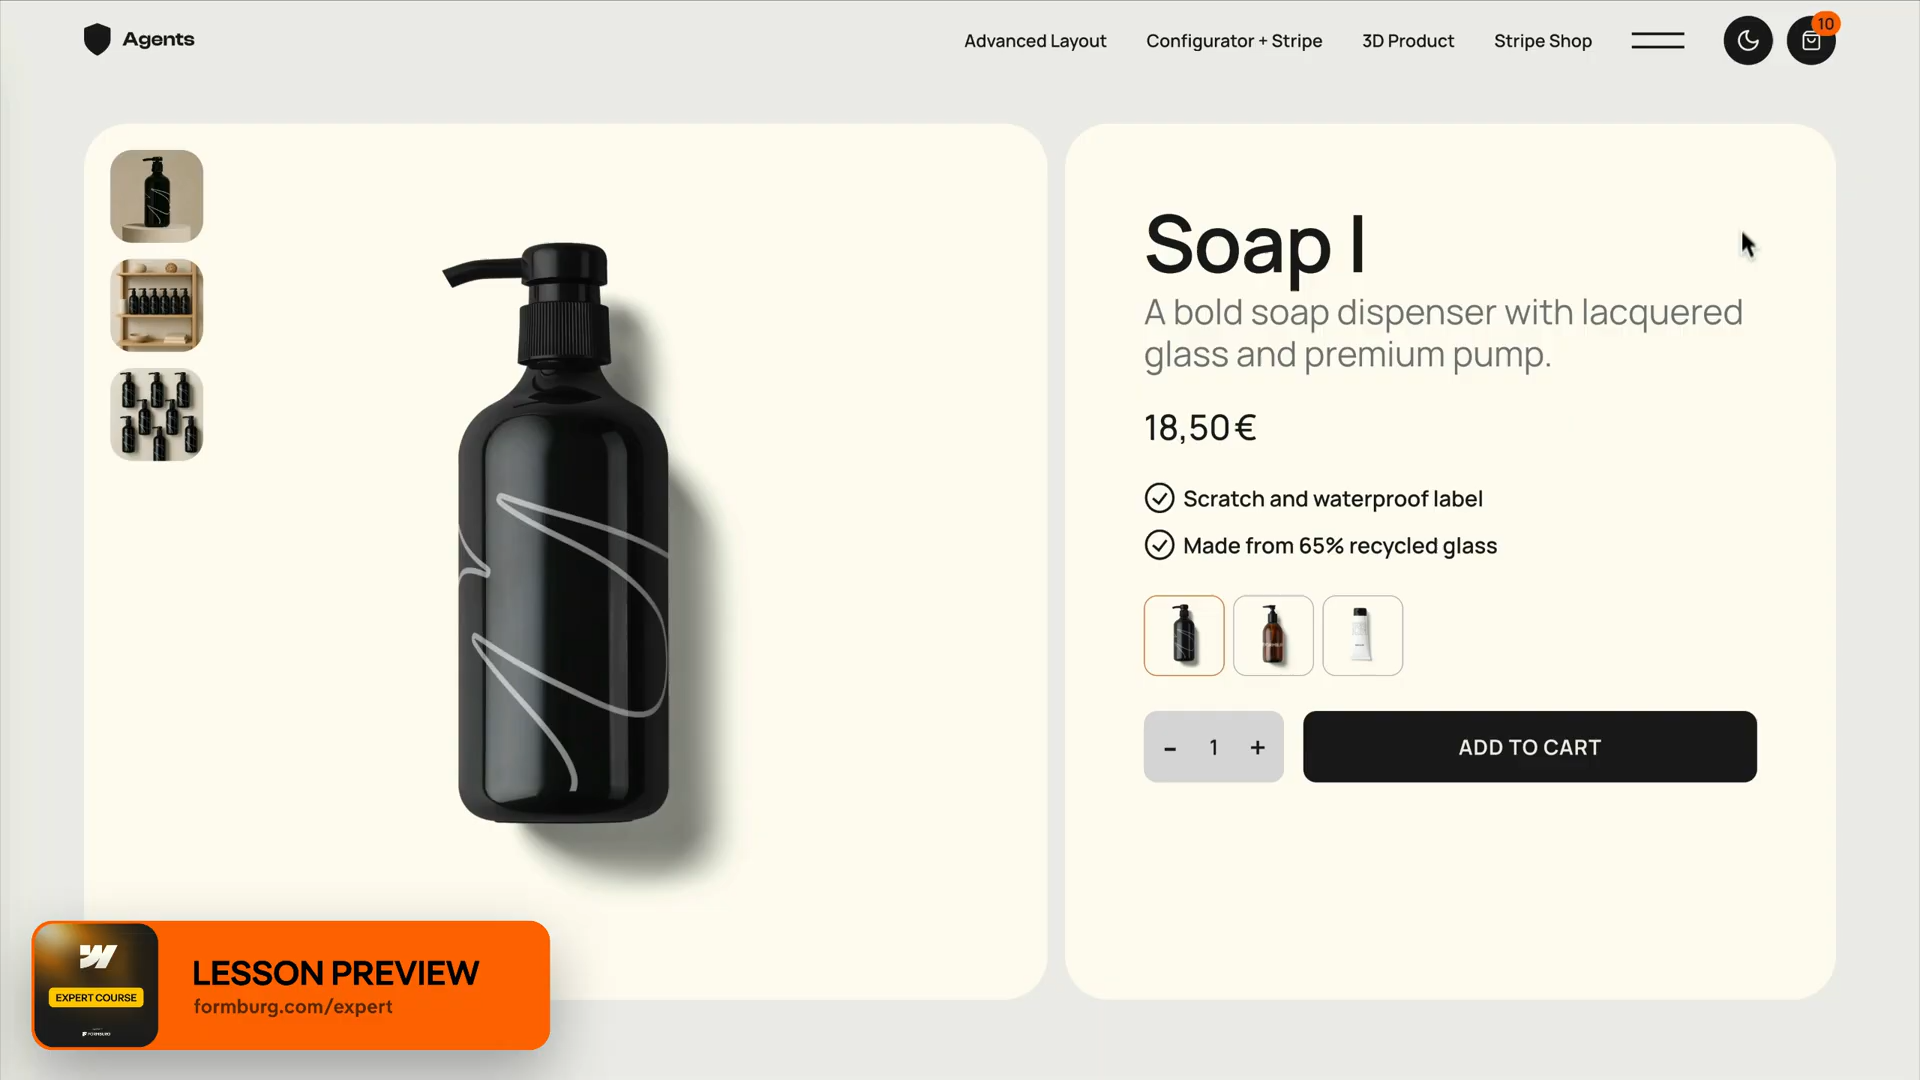 Agents
Advanced Layout
Configurator + Stripe
3D Product
Stripe Shop
10
Soap I
A bold soap dispenser with lacquered
glass and premium pump.
18,50 €
Scratch and waterproof label
Made from 65% recycled glass
- 1 +
ADD TO CART
EXPERT COURSE
FORMBURG
LESSON PREVIEW
formburg.com/expert